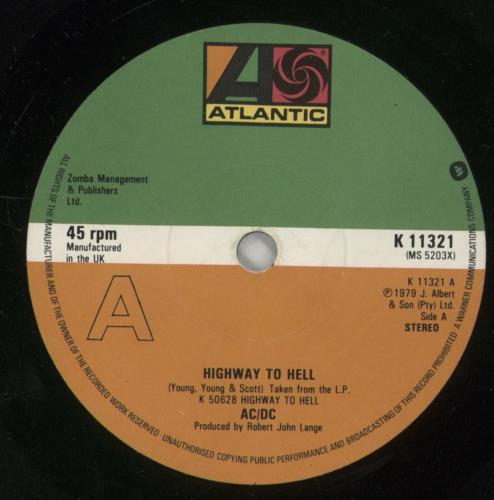 ATLANTIC
Zomba Management
& Publishers
Ltd.
45 rpm
Manufactured
in the UK
K 11321
(MS 5203X)
K 11321 A
℗ 1979 J. Albert
& Son (Pty) Ltd.
Side A
STEREO
A
HIGHWAY TO HELL
(Young, Young & Scott) Taken from the L.P.
K 50628 HIGHWAY TO HELL
AC/DC
Produced by Robert John Lange
ALL RIGHTS OF THE MANUFACTURER AND OF THE OWNER OF THE RECORDED WORK RESERVED UNAUTHORISED COPYING PUBLIC PERFORMANCE AND BROADCASTING OF THIS RECORD PROHIBITED A WARNER COMMUNICATIONS COMPANY